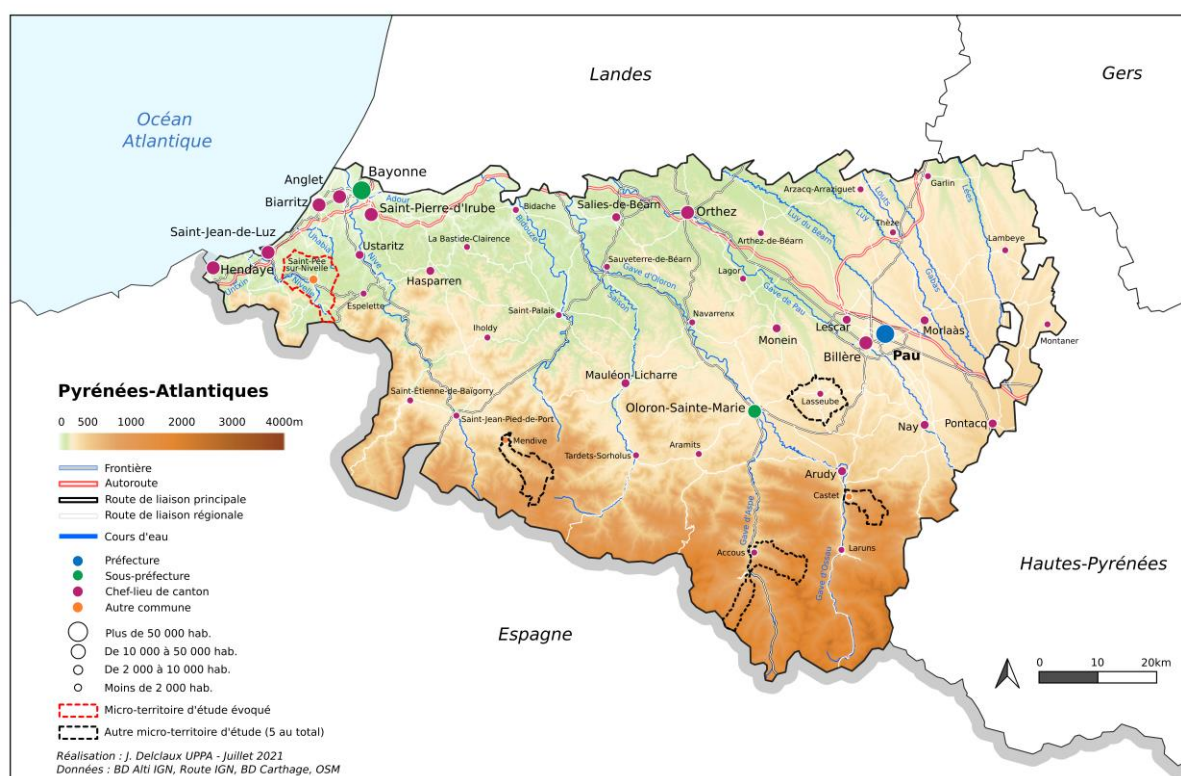 Landes
Gers
Océan
Atlantique
Bayonne
Anglet
Adour
Biarritz
Saint-Pierre-d'Irube
Bidache
Bidouze
Salies-de-Béarn
Orthez
Arzacq-Arraziguet
Garlin
Louts
Luy
Luy du Béarn
Lées
Thèze
Saint-Jean-de-Luz
Uhabia
Ustaritz
La Bastide-Clairence
Arthez-de-Béarn
Lambeye
Sauveterre-de-Béarn
Hendaye
Saint-Pée
sur-Nivelle
Nivelle
Nive
Hasparren
Gave d'Oloron
Lagor
Gabas
Untxin
Espelette
Saison
Gave de Pau
Saint-Palais
Navarrenx
Lescar
Morlaàs
Montaner
Iholdy
Monein
Billère
Pau
Mauléon-Licharre
Lasseube
Saint-Étienne-de-Baïgorry
Saint-Jean-Pied-de-Port
Oloron-Sainte-Marie
Nay
Pontacq
Mendive
Tardets-Sorholus
Aramits
Arudy
Castet
Gave d'Aspe
Accous
Laruns
Gave d'Ossau
Espagne
Hautes-Pyrénées
0 10 20km
Pyrénées-Atlantiques
0 500 1000 2000 3000 4000m
Frontière
Autoroute
Route de liaison principale
Route de liaison régionale
Cours d'eau
Préfecture
Sous-préfecture
Chef-lieu de canton
Autre commune
Plus de 50 000 hab.
De 10 000 à 50 000 hab.
De 2 000 à 10 000 hab.
Moins de 2 000 hab.
Micro-territoire d'étude évoqué
Autre micro-territoire d'étude (5 au total)
Réalisation : J. Delclaux UPPA - Juillet 2021
Données : BD Alti IGN, Route IGN, BD Carthage, OSM